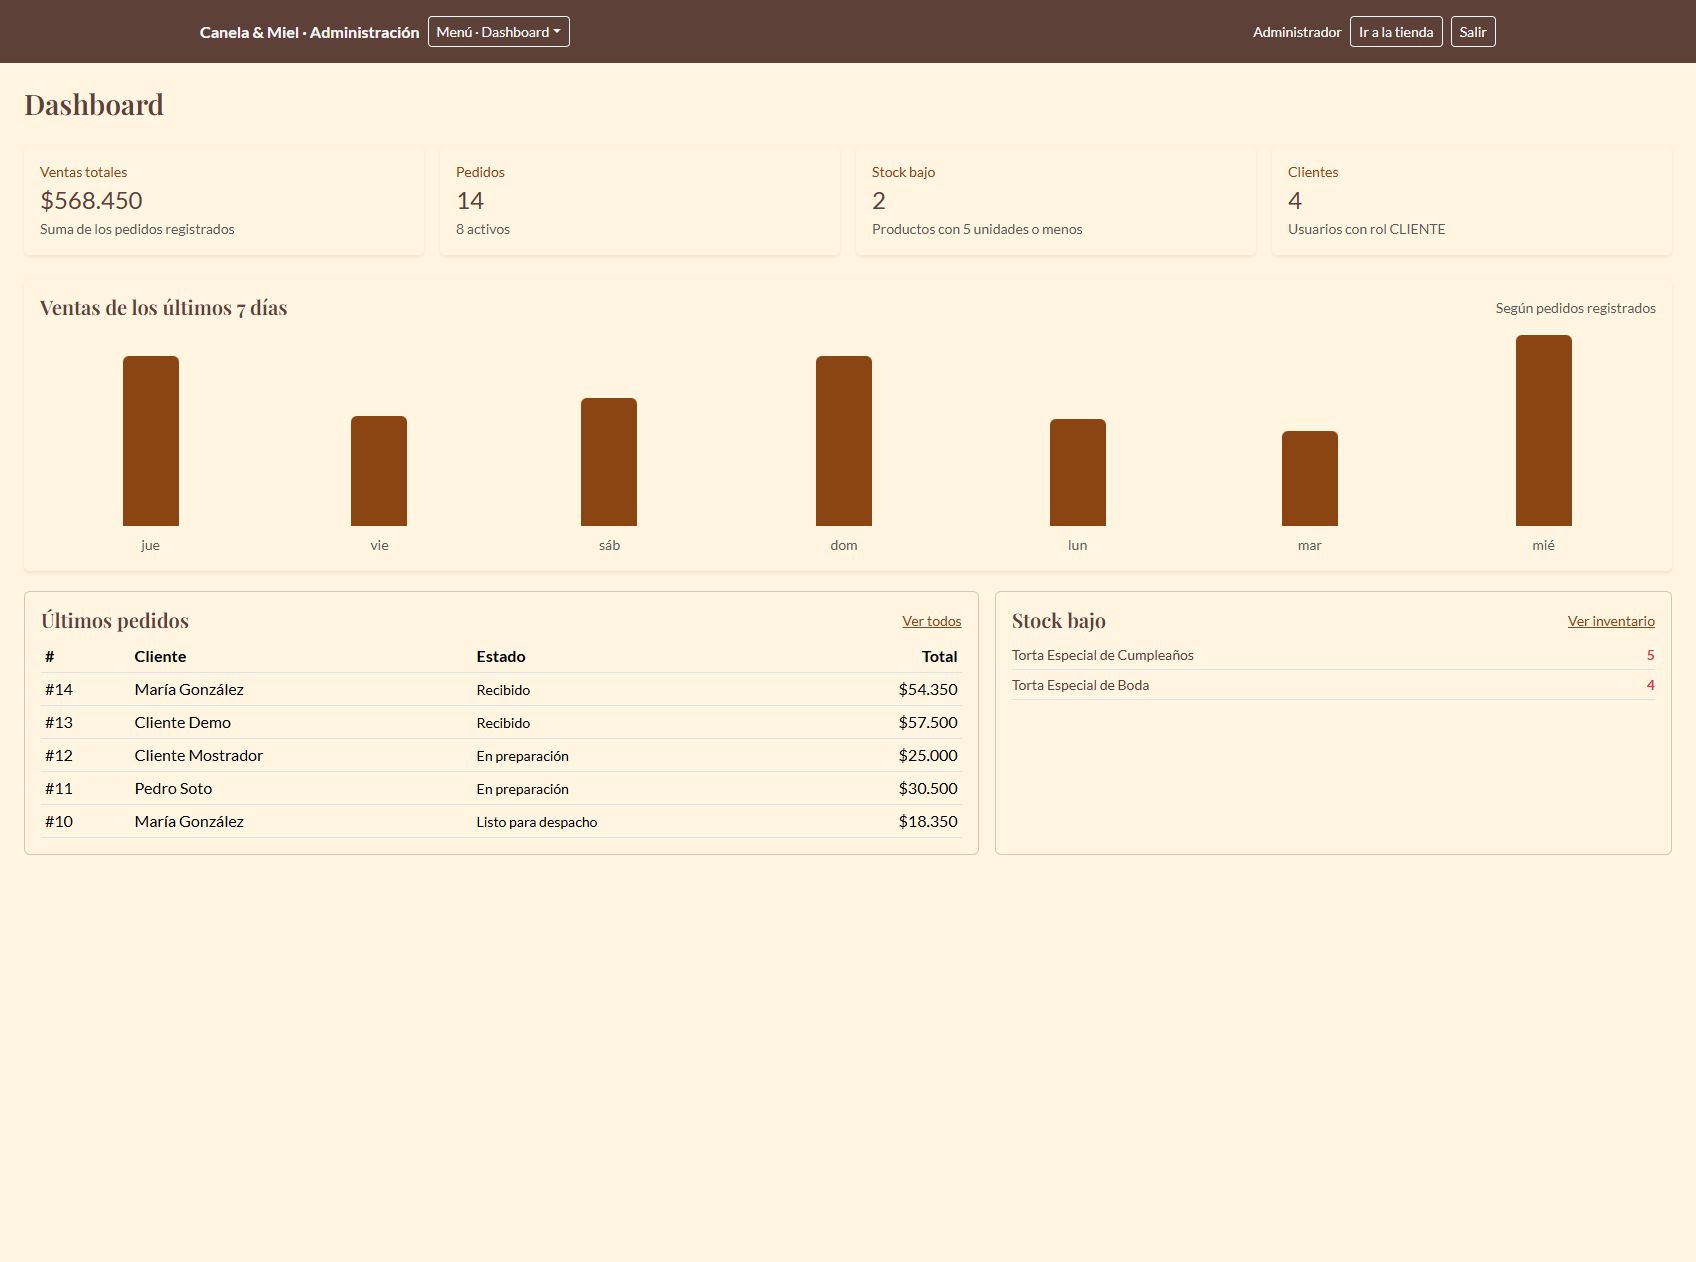 Canela & Miel · Administración Menú · Dashboard Administrador Ir a la tienda Salir
Dashboard
Ventas totales
$568.450
Suma de los pedidos registrados
Pedidos
14
8 activos
Stock bajo
2
Productos con 5 unidades o menos
Clientes
4
Usuarios con rol CLIENTE
Ventas de los últimos 7 días Según pedidos registrados
jue vie sáb dom lun mar mié
Últimos pedidos Ver todos
# Cliente Estado Total
#14 María González Recibido $54.350
#13 Cliente Demo Recibido $57.500
#12 Cliente Mostrador En preparación $25.000
#11 Pedro Soto En preparación $30.500
#10 María González Listo para despacho $18.350
Stock bajo Ver inventario
Torta Especial de Cumpleaños 5
Torta Especial de Boda 4